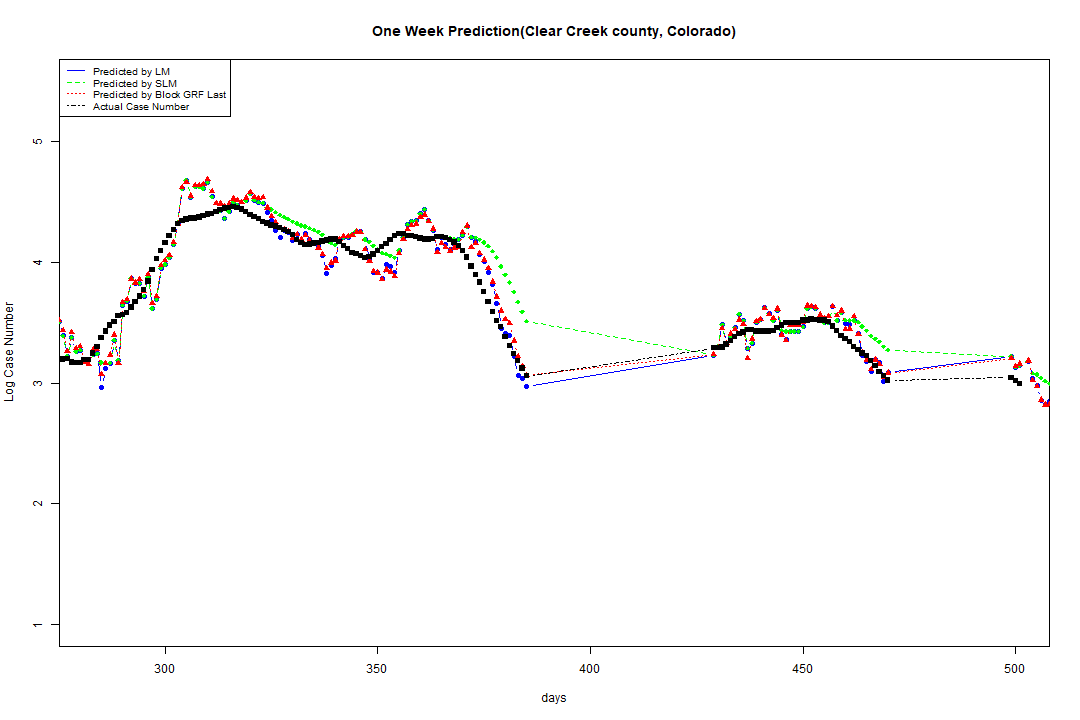 One Week Prediction(Clear Creek county, Colorado)
Predicted by LM
Predicted by SLM
Predicted by Block GRF Last
Actual Case Number
Log Case Number
5
4
3
2
1
300 350 400 450 500
days